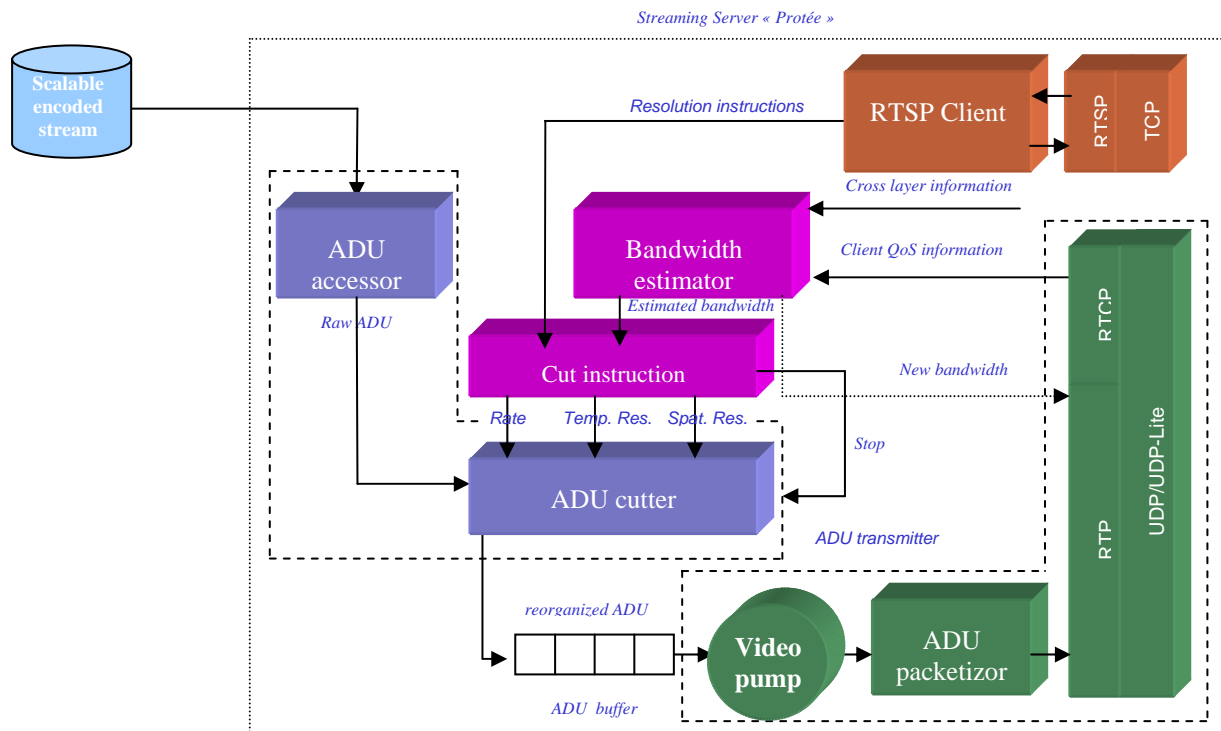 Streaming Server « Protée »
Scalable
encoded
stream
Resolution instructions
RTSP Client
RTSP
TCP
Cross layer information
ADU
accessor
Bandwidth
estimator
Client QoS information
Raw ADU
Estimated bandwidth
RTCP
Cut instruction
New bandwidth
Rate
Temp. Res.
Spat. Res.
Stop
UDP/UDP-Lite
ADU cutter
RTP
ADU transmitter
reorganized ADU
Video
pump
ADU
packetizor
ADU buffer